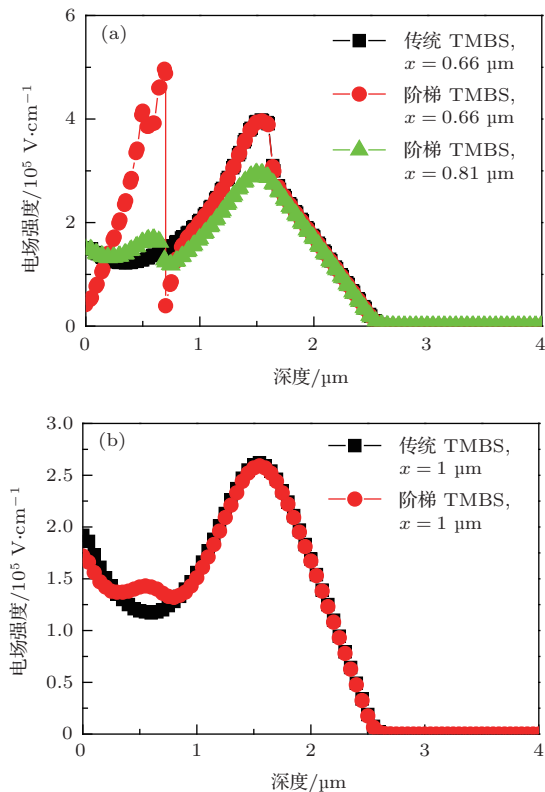 (a)
传统 TMBS,
x = 0.66 µm
阶梯 TMBS,
x = 0.66 µm
阶梯 TMBS,
x = 0.81 µm
电场强度/10⁵ V·cm⁻¹
6
4
2
0
0 1 2 3 4
深度/µm
(b)
传统 TMBS,
x = 1 µm
阶梯 TMBS,
x = 1 µm
电场强度/10⁵ V·cm⁻¹
3.0
2.5
2.0
1.5
1.0
0.5
0
0 1 2 3 4
深度/µm